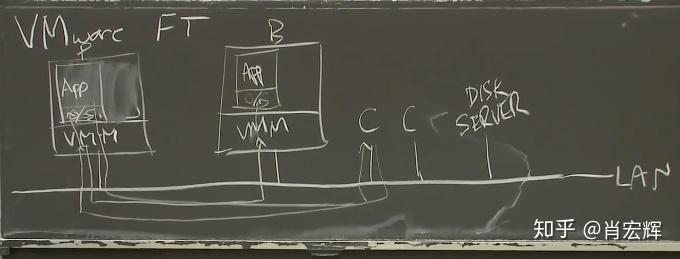 VMware FT
P
B
App
O/S
VMM
App
O/S
VMM
C
C
DISK
SERVER
LAN
知乎 @肖宏辉